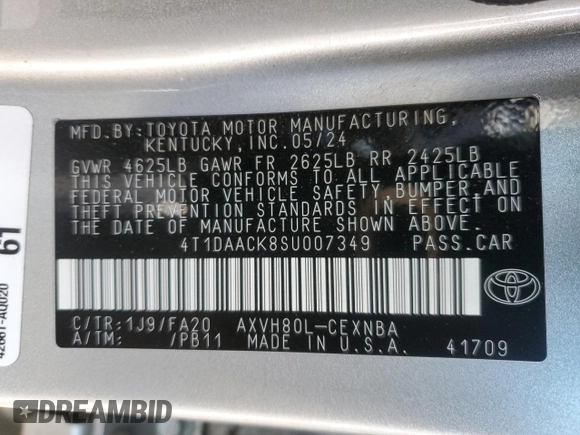 MFD.BY:TOYOTA MOTOR MANUFACTURING,
KENTUCKY, INC.05/24
GVWR 4625LB GAWR FR 2625LB RR 2425LB
THIS VEHICLE CONFORMS TO ALL APPLICABLE
FEDERAL MOTOR VEHICLE SAFETY, BUMPER AND
THEFT PREVENTION STANDARDS IN EFFECT ON
THE DATE OF MANUFACTURE SHOWN ABOVE.
4T1DAACK8SU007349 PASS.CAR
C/TR:1J9/FA20 AXVH80L-CEXNBA
A/TM: /PB11 MADE IN U.S.A. 41709
DREAMBID